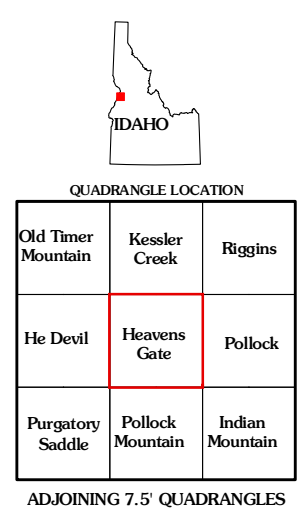 IDAHO
QUADRANGLE LOCATION
Old Timer
Mountain
Kessler
Creek
Riggins
He Devil
Heavens
Gate
Pollock
Purgatory
Saddle
Pollock
Mountain
Indian
Mountain
ADJOINING 7.5' QUADRANGLES